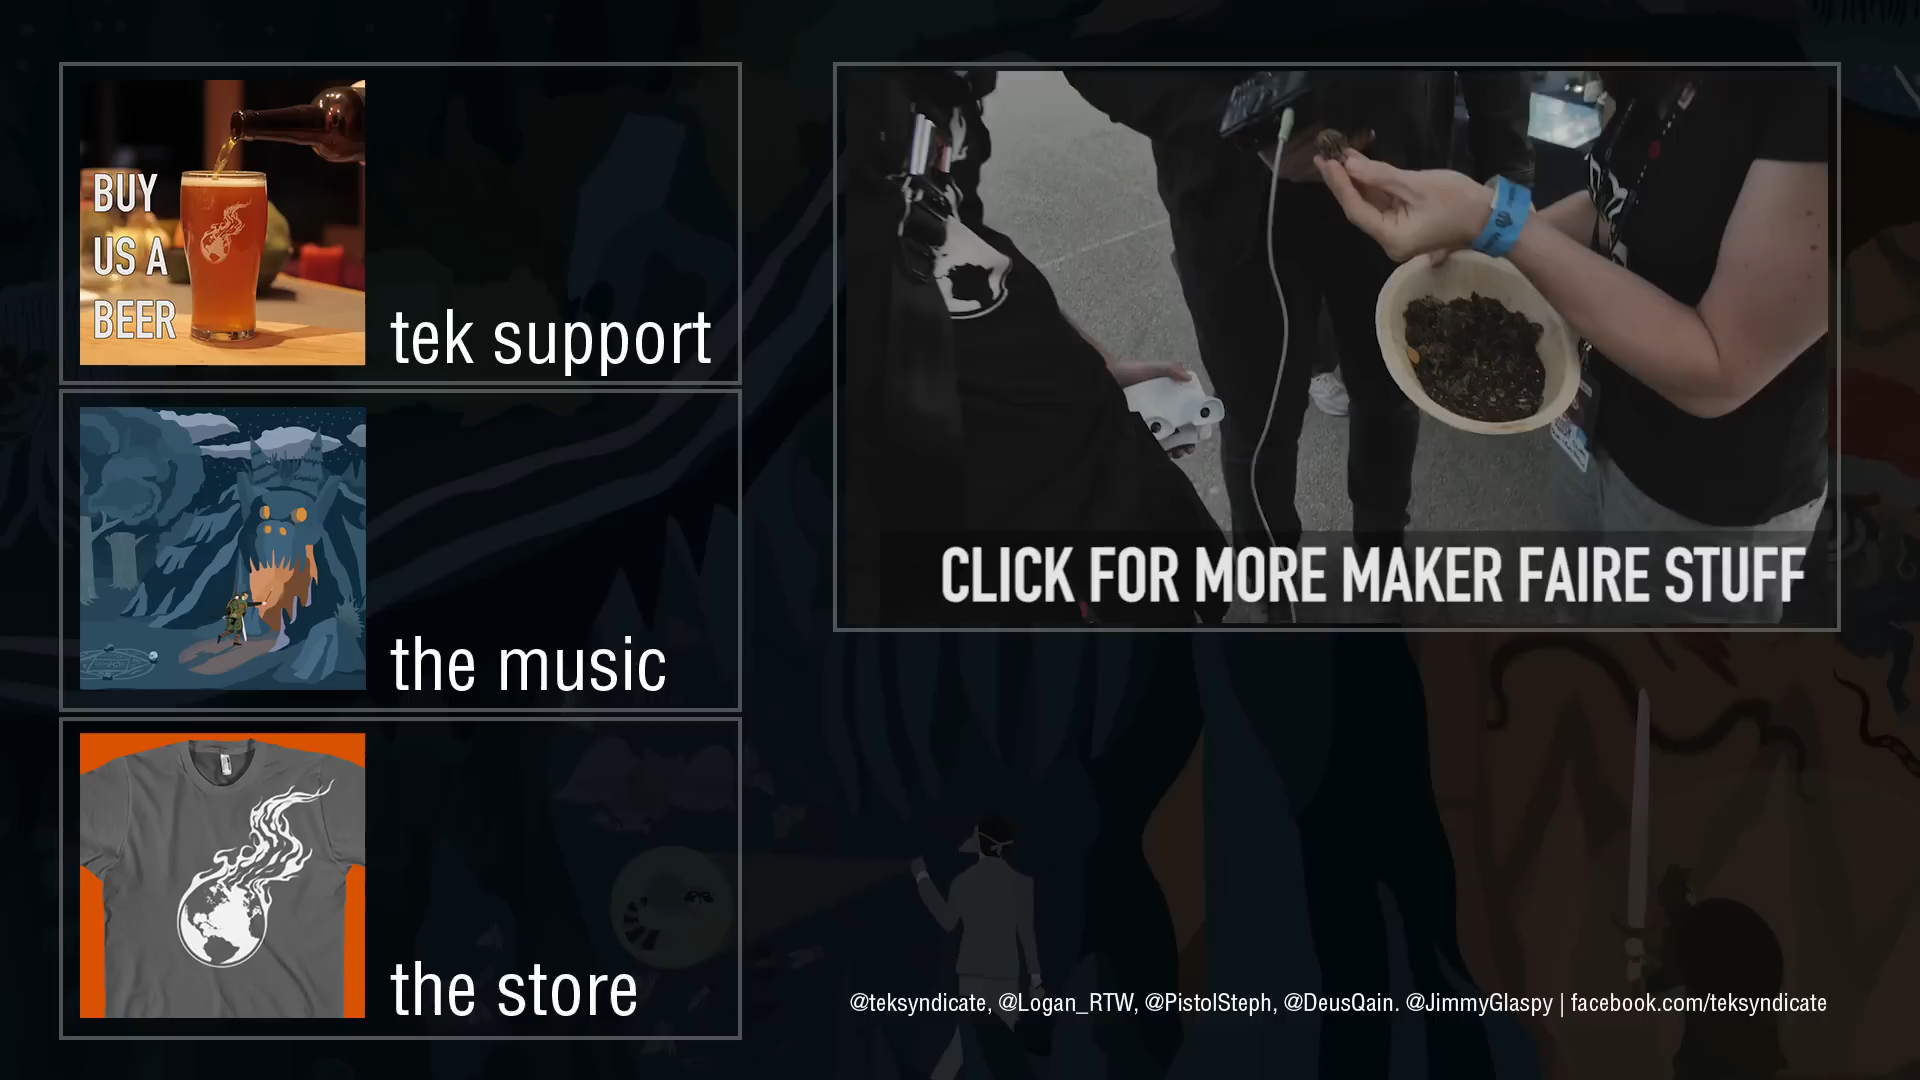 BUY
US A
BEER
tek support
the music
the store
CLICK FOR MORE MAKER FAIRE STUFF
@teksyndicate, @Logan_RTW, @PistolSteph, @DeusQain. @JimmyGlaspy | facebook.com/teksyndicate